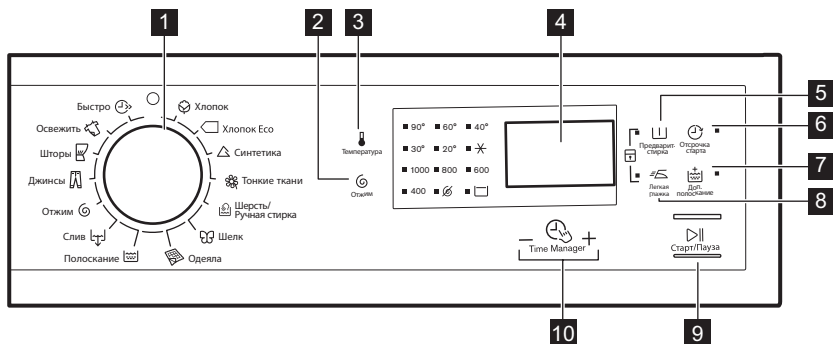 1
2
3
4
5
6
7
8
9
10
Быстро
Освежить
Шторы
Джинсы
Отжим
Слив
Полоскание
Хлопок
Хлопок Eco
Синтетика
Тонкие ткани
Шерсть/
Ручная стирка
Шелк
Одеяла
Температура
Отжим
90° 60° 40°
30° 20°
1000 800 600
400
Time Manager
Предварит.
стирка
Отсрочка
старта
Легкая
глажка
Доп.
полоскание
Старт/Пауза